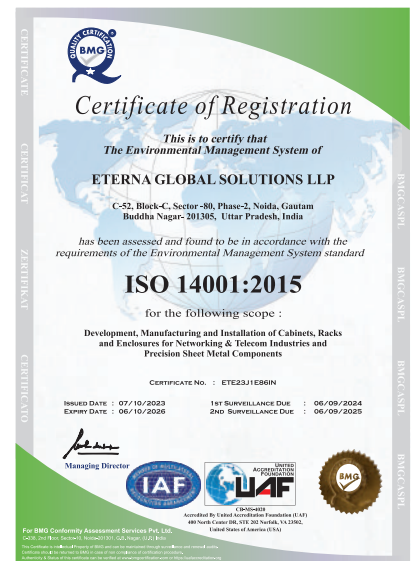 QUALITY CERTIFICATION
BMG
Certificate of Registration
This is to certify that
The Environmental Management System of
ETERNA GLOBAL SOLUTIONS LLP
C-52, Block-C, Sector -80, Phase-2, Noida, Gautam
Buddha Nagar- 201305, Uttar Pradesh, India
has been assessed and found to be in accordance with the
requirements of the Environmental Management System standard
ISO 14001:2015
for the following scope :
Development, Manufacturing and Installation of Cabinets, Racks
and Enclosures for Networking & Telecom Industries and
Precision Sheet Metal Components
CERTIFICATE NO. : ETE23J1E86IN
ISSUED DATE : 07/10/2023 1ST SURVEILLANCE DUE : 06/09/2024
EXPIRY DATE : 06/10/2026 2ND SURVEILLANCE DUE : 06/09/2025
Managing Director
IAF
UNITED
ACCREDITATION
FOUNDATION
UAF
CB-MS-4020
Accredited By United Accreditation Foundation (UAF)
400 North Center DR, STE 202 Norfolk, VA 23502,
United States of America (USA)
BMG
For BMG Conformity Assessment Services Pvt. Ltd.
CERTIFICATE
CERTIFICAT
ZERTIFIKAT
CERTIFICATO
BMGCASPL
BMGCASPL
BMGCASPL